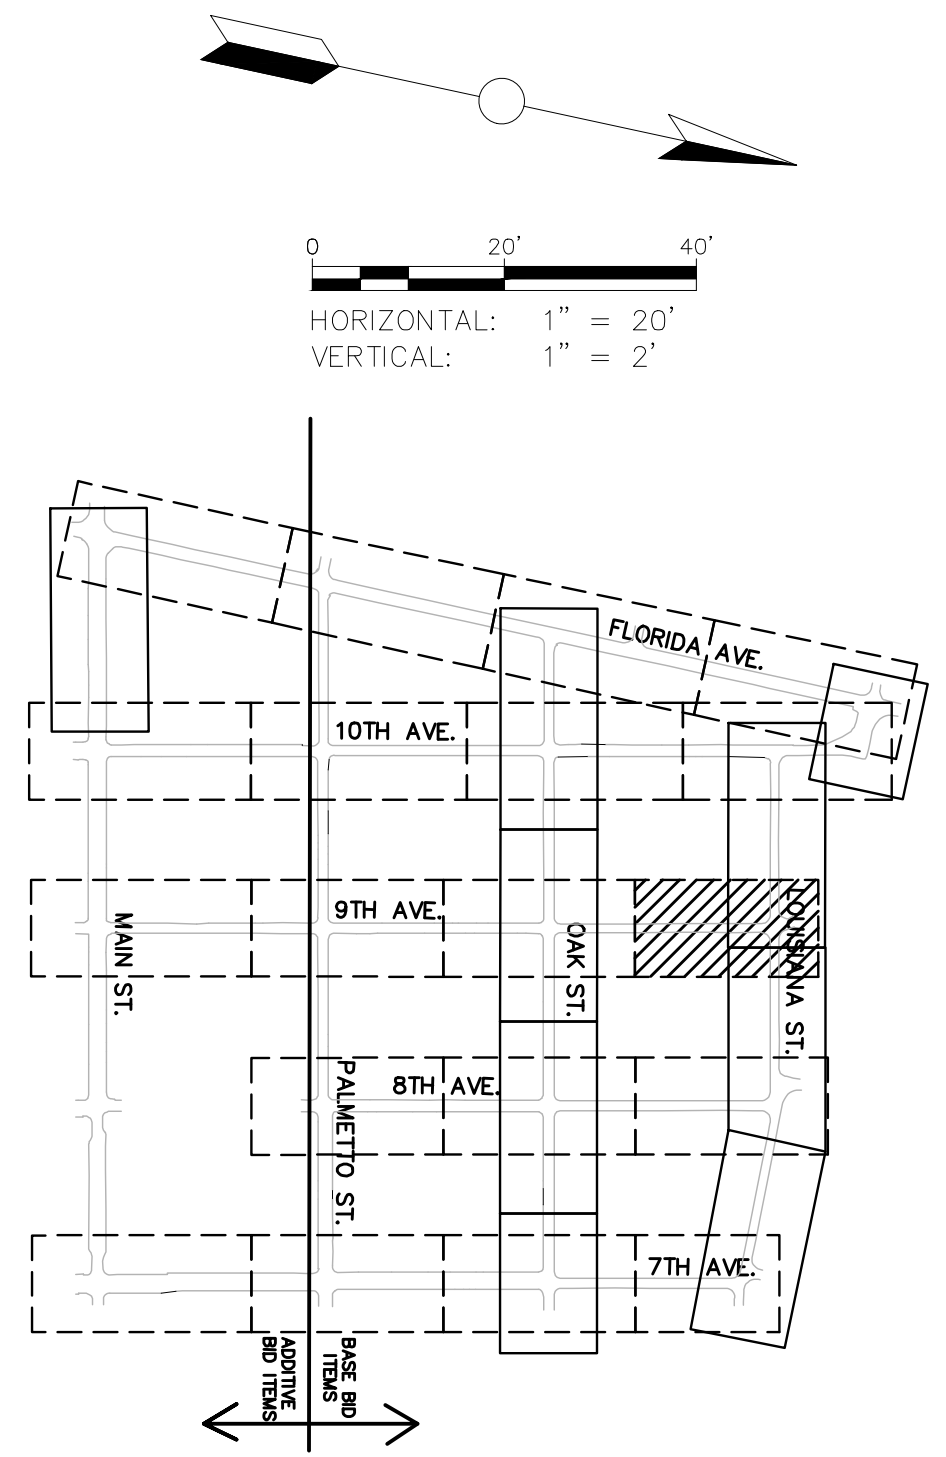 0 20' 40'
HORIZONTAL: 1" = 20'
VERTICAL: 1" = 2'
FLORIDA AVE.
10TH AVE.
9TH AVE.
MAIN ST.
OAK ST.
LOUISIANA ST.
8TH AVE.
PALMETTO ST.
7TH AVE.
ADDITIVE
BID ITEMS
BASE BID
ITEMS